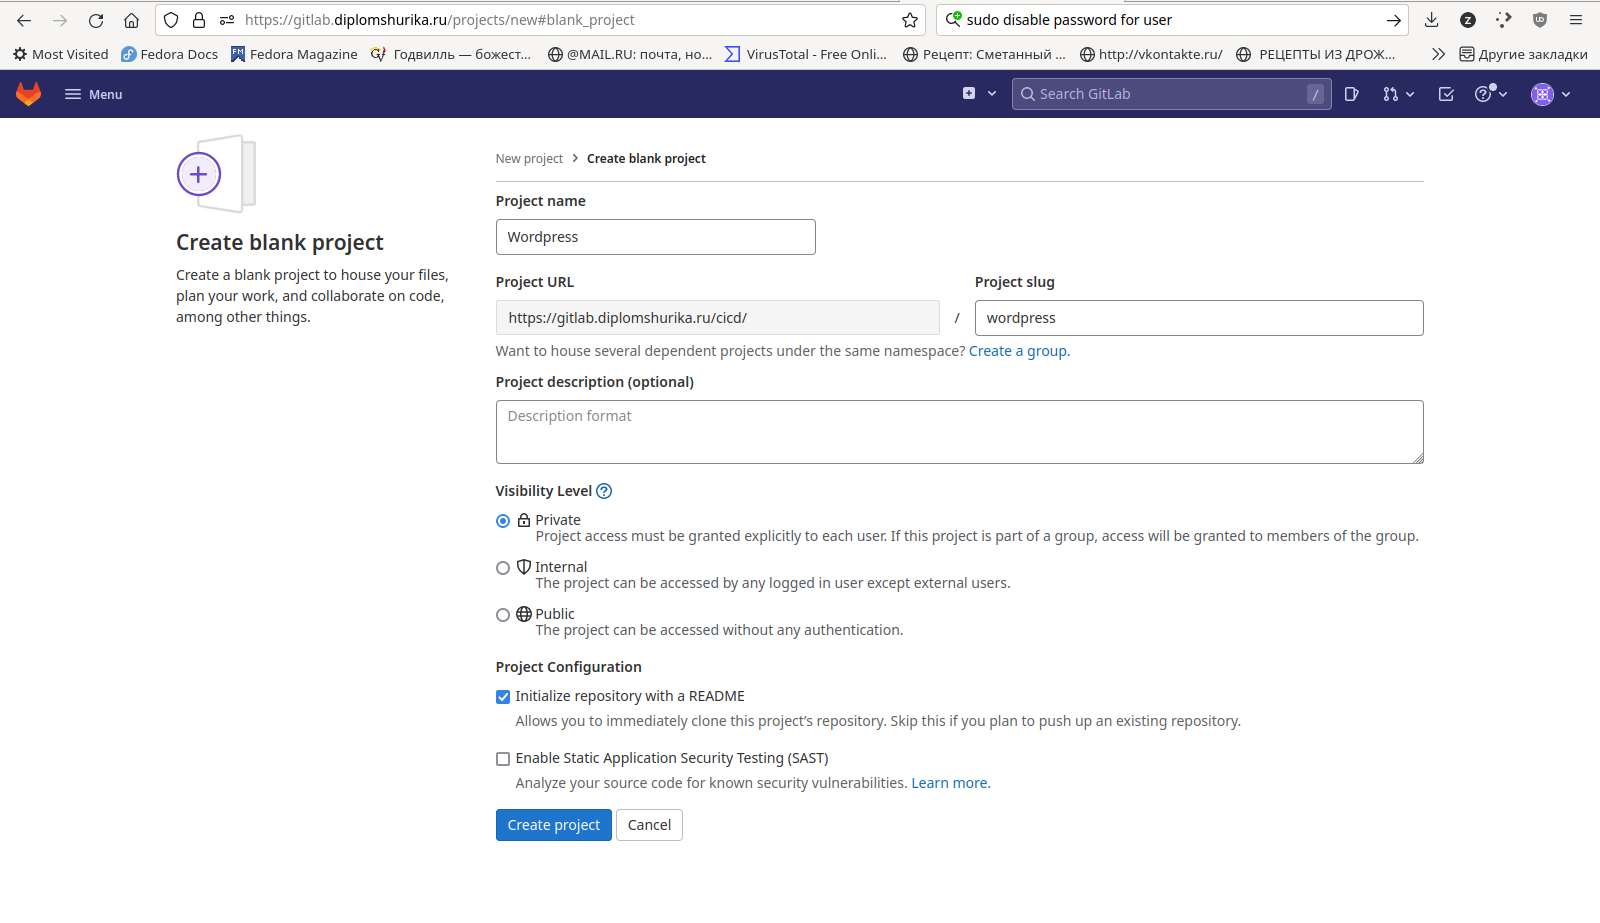 https://gitlab.diplomshurika.ru/projects/new#blank_project
sudo disable password for user
Most Visited
Fedora Docs
Fedora Magazine
Годвилль — божест...
@MAIL.RU: почта, но...
VirusTotal - Free Onli...
Рецепт: Сметанный ...
http://vkontakte.ru/
РЕЦЕПТЫ ИЗ ДРОЖ...
Другие закладки
Menu
Search GitLab
/
Create blank project
Create a blank project to house your files,
plan your work, and collaborate on code,
among other things.
New project > Create blank project
Project name
Wordpress
Project URL
Project slug
https://gitlab.diplomshurika.ru/cicd/
/
wordpress
Want to house several dependent projects under the same namespace? Create a group.
Project description (optional)
Description format
Visibility Level
Private
Project access must be granted explicitly to each user. If this project is part of a group, access will be granted to members of the group.
Internal
The project can be accessed by any logged in user except external users.
Public
The project can be accessed without any authentication.
Project Configuration
Initialize repository with a README
Allows you to immediately clone this project’s repository. Skip this if you plan to push up an existing repository.
Enable Static Application Security Testing (SAST)
Analyze your source code for known security vulnerabilities. Learn more.
Create project
Cancel